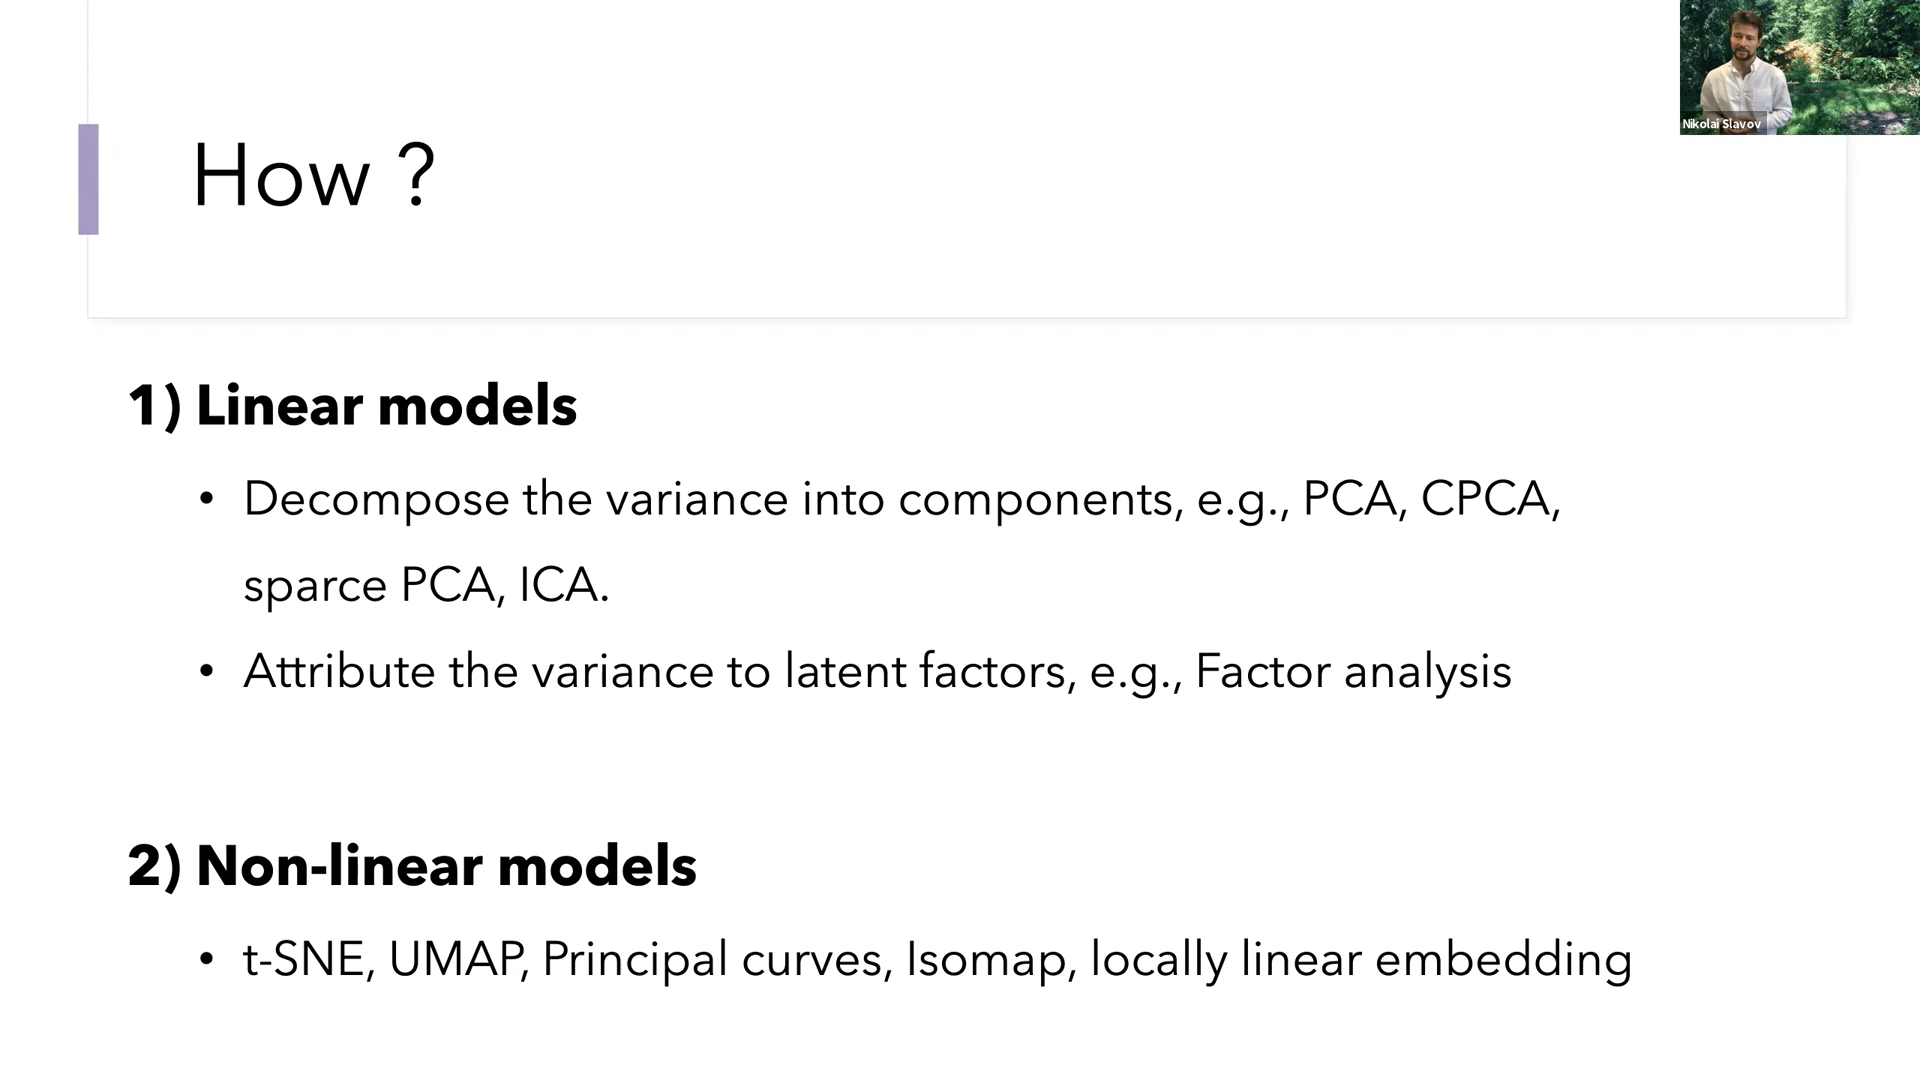 Nikolai Slavov
How ?
1) Linear models
• Decompose the variance into components, e.g., PCA, CPCA,
sparce PCA, ICA.
• Attribute the variance to latent factors, e.g., Factor analysis
2) Non-linear models
• t-SNE, UMAP, Principal curves, Isomap, locally linear embedding